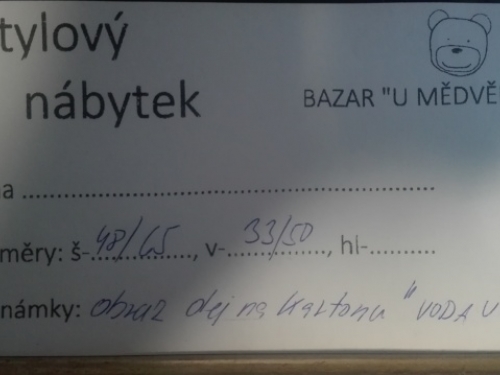 tylový
nábytek
BAZAR "U MĚDVĚ
a ........................................................
měry: š-48/65, v-33/50, hl-..........
námky: obraz olej na kartonu "VODA V